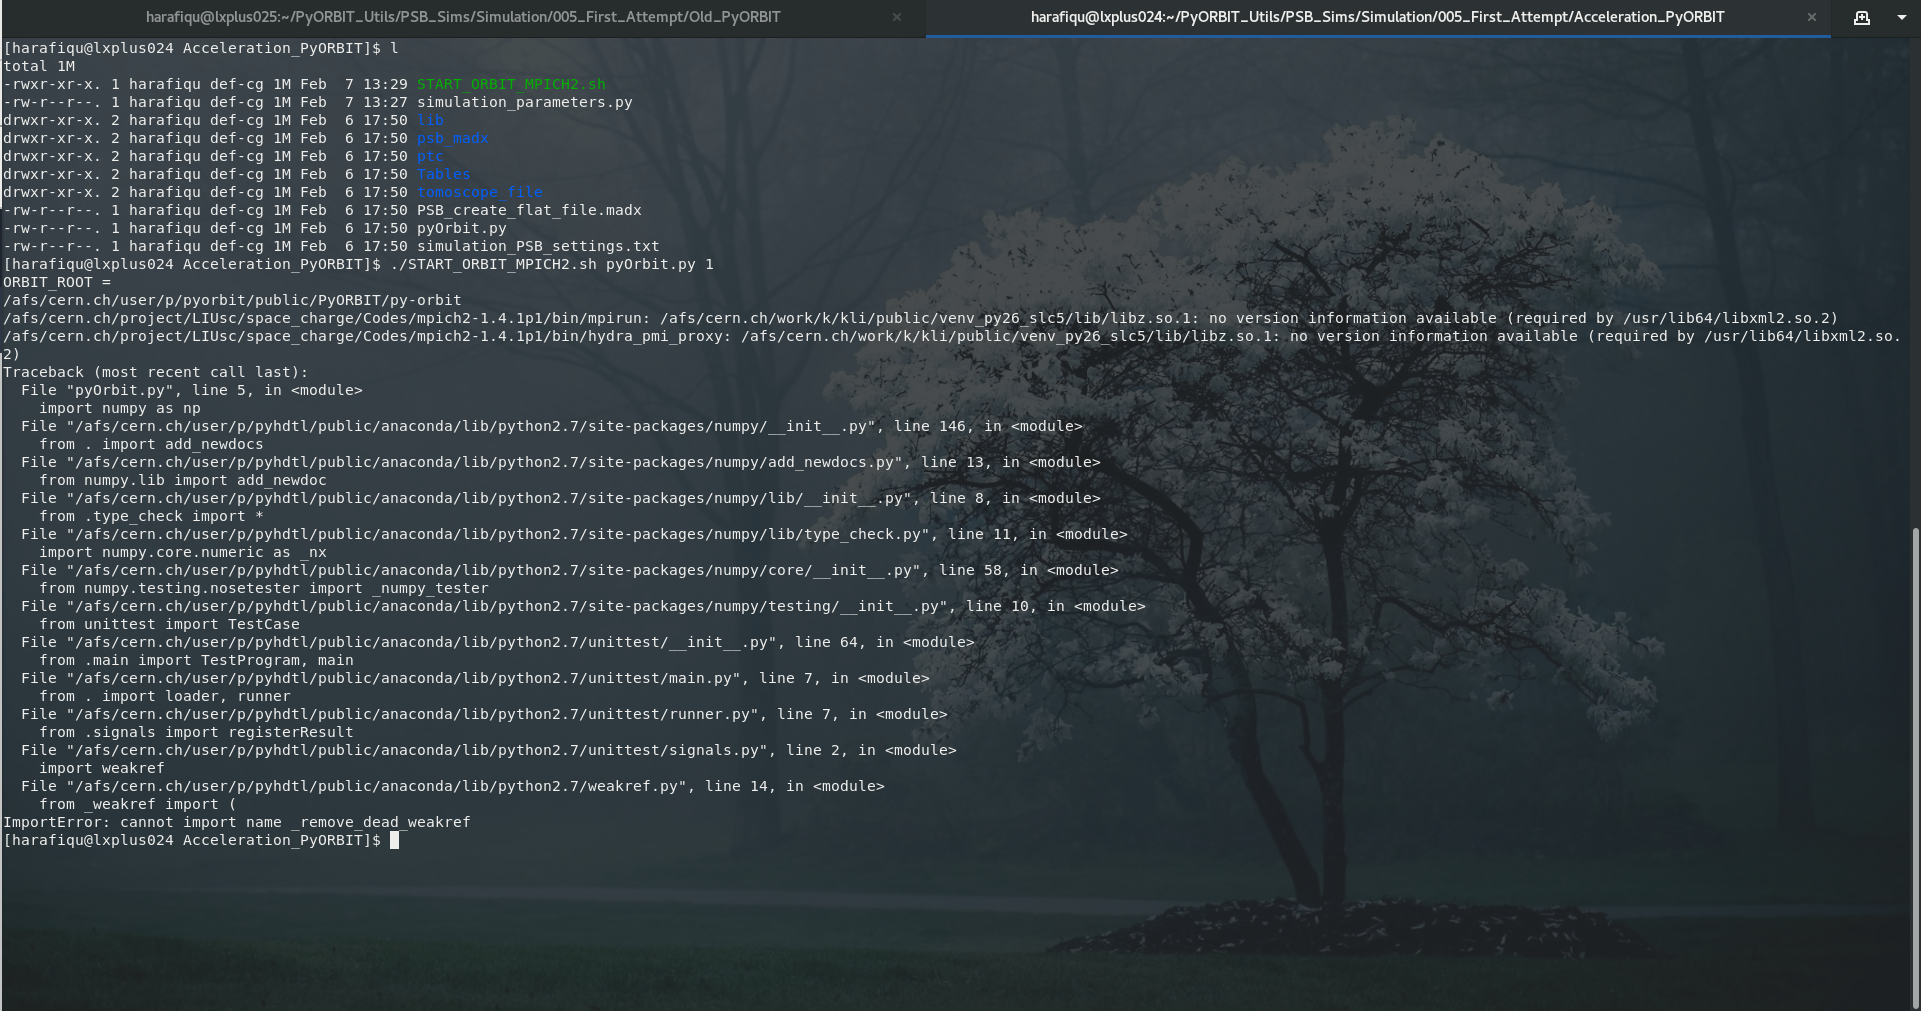 harafiqu@lxplus025:~/PyORBIT_Utils/PSB_Sims/Simulation/005_First_Attempt/Old_PyORBIT
harafiqu@lxplus024:~/PyORBIT_Utils/PSB_Sims/Simulation/005_First_Attempt/Acceleration_PyORBIT
[harafiqu@lxplus024 Acceleration_PyORBIT]$ l
total 1M
-rwxr-xr-x. 1 harafiqu def-cg 1M Feb  7 13:29 START_ORBIT_MPICH2.sh
-rw-r--r--. 1 harafiqu def-cg 1M Feb  7 13:27 simulation_parameters.py
drwxr-xr-x. 2 harafiqu def-cg 1M Feb  6 17:50 lib
drwxr-xr-x. 2 harafiqu def-cg 1M Feb  6 17:50 psb_madx
drwxr-xr-x. 2 harafiqu def-cg 1M Feb  6 17:50 ptc
drwxr-xr-x. 2 harafiqu def-cg 1M Feb  6 17:50 Tables
drwxr-xr-x. 2 harafiqu def-cg 1M Feb  6 17:50 tomoscope_file
-rw-r--r--. 1 harafiqu def-cg 1M Feb  6 17:50 PSB_create_flat_file.madx
-rw-r--r--. 1 harafiqu def-cg 1M Feb  6 17:50 pyOrbit.py
-rw-r--r--. 1 harafiqu def-cg 1M Feb  6 17:50 simulation_PSB_settings.txt
[harafiqu@lxplus024 Acceleration_PyORBIT]$ ./START_ORBIT_MPICH2.sh pyOrbit.py 1
ORBIT_ROOT =
/afs/cern.ch/user/p/pyorbit/public/PyORBIT/py-orbit
/afs/cern.ch/project/LIUsc/space_charge/Codes/mpich2-1.4.1p1/bin/mpirun: /afs/cern.ch/work/k/kli/public/venv_py26_slc5/lib/libz.so.1: no version information available (required by /usr/lib64/libxml2.so.2)
/afs/cern.ch/project/LIUsc/space_charge/Codes/mpich2-1.4.1p1/bin/hydra_pmi_proxy: /afs/cern.ch/work/k/kli/public/venv_py26_slc5/lib/libz.so.1: no version information available (required by /usr/lib64/libxml2.so.
2)
Traceback (most recent call last):
  File "pyOrbit.py", line 5, in <module>
    import numpy as np
  File "/afs/cern.ch/user/p/pyhdtl/public/anaconda/lib/python2.7/site-packages/numpy/__init__.py", line 146, in <module>
    from . import add_newdocs
  File "/afs/cern.ch/user/p/pyhdtl/public/anaconda/lib/python2.7/site-packages/numpy/add_newdocs.py", line 13, in <module>
    from numpy.lib import add_newdoc
  File "/afs/cern.ch/user/p/pyhdtl/public/anaconda/lib/python2.7/site-packages/numpy/lib/__init__.py", line 8, in <module>
    from .type_check import *
  File "/afs/cern.ch/user/p/pyhdtl/public/anaconda/lib/python2.7/site-packages/numpy/lib/type_check.py", line 11, in <module>
    import numpy.core.numeric as _nx
  File "/afs/cern.ch/user/p/pyhdtl/public/anaconda/lib/python2.7/site-packages/numpy/core/__init__.py", line 58, in <module>
    from numpy.testing.nosetester import _numpy_tester
  File "/afs/cern.ch/user/p/pyhdtl/public/anaconda/lib/python2.7/site-packages/numpy/testing/__init__.py", line 10, in <module>
    from unittest import TestCase
  File "/afs/cern.ch/user/p/pyhdtl/public/anaconda/lib/python2.7/unittest/__init__.py", line 64, in <module>
    from .main import TestProgram, main
  File "/afs/cern.ch/user/p/pyhdtl/public/anaconda/lib/python2.7/unittest/main.py", line 7, in <module>
    from . import loader, runner
  File "/afs/cern.ch/user/p/pyhdtl/public/anaconda/lib/python2.7/unittest/runner.py", line 7, in <module>
    from .signals import registerResult
  File "/afs/cern.ch/user/p/pyhdtl/public/anaconda/lib/python2.7/unittest/signals.py", line 2, in <module>
    import weakref
  File "/afs/cern.ch/user/p/pyhdtl/public/anaconda/lib/python2.7/weakref.py", line 14, in <module>
    from _weakref import (
ImportError: cannot import name _remove_dead_weakref
[harafiqu@lxplus024 Acceleration_PyORBIT]$